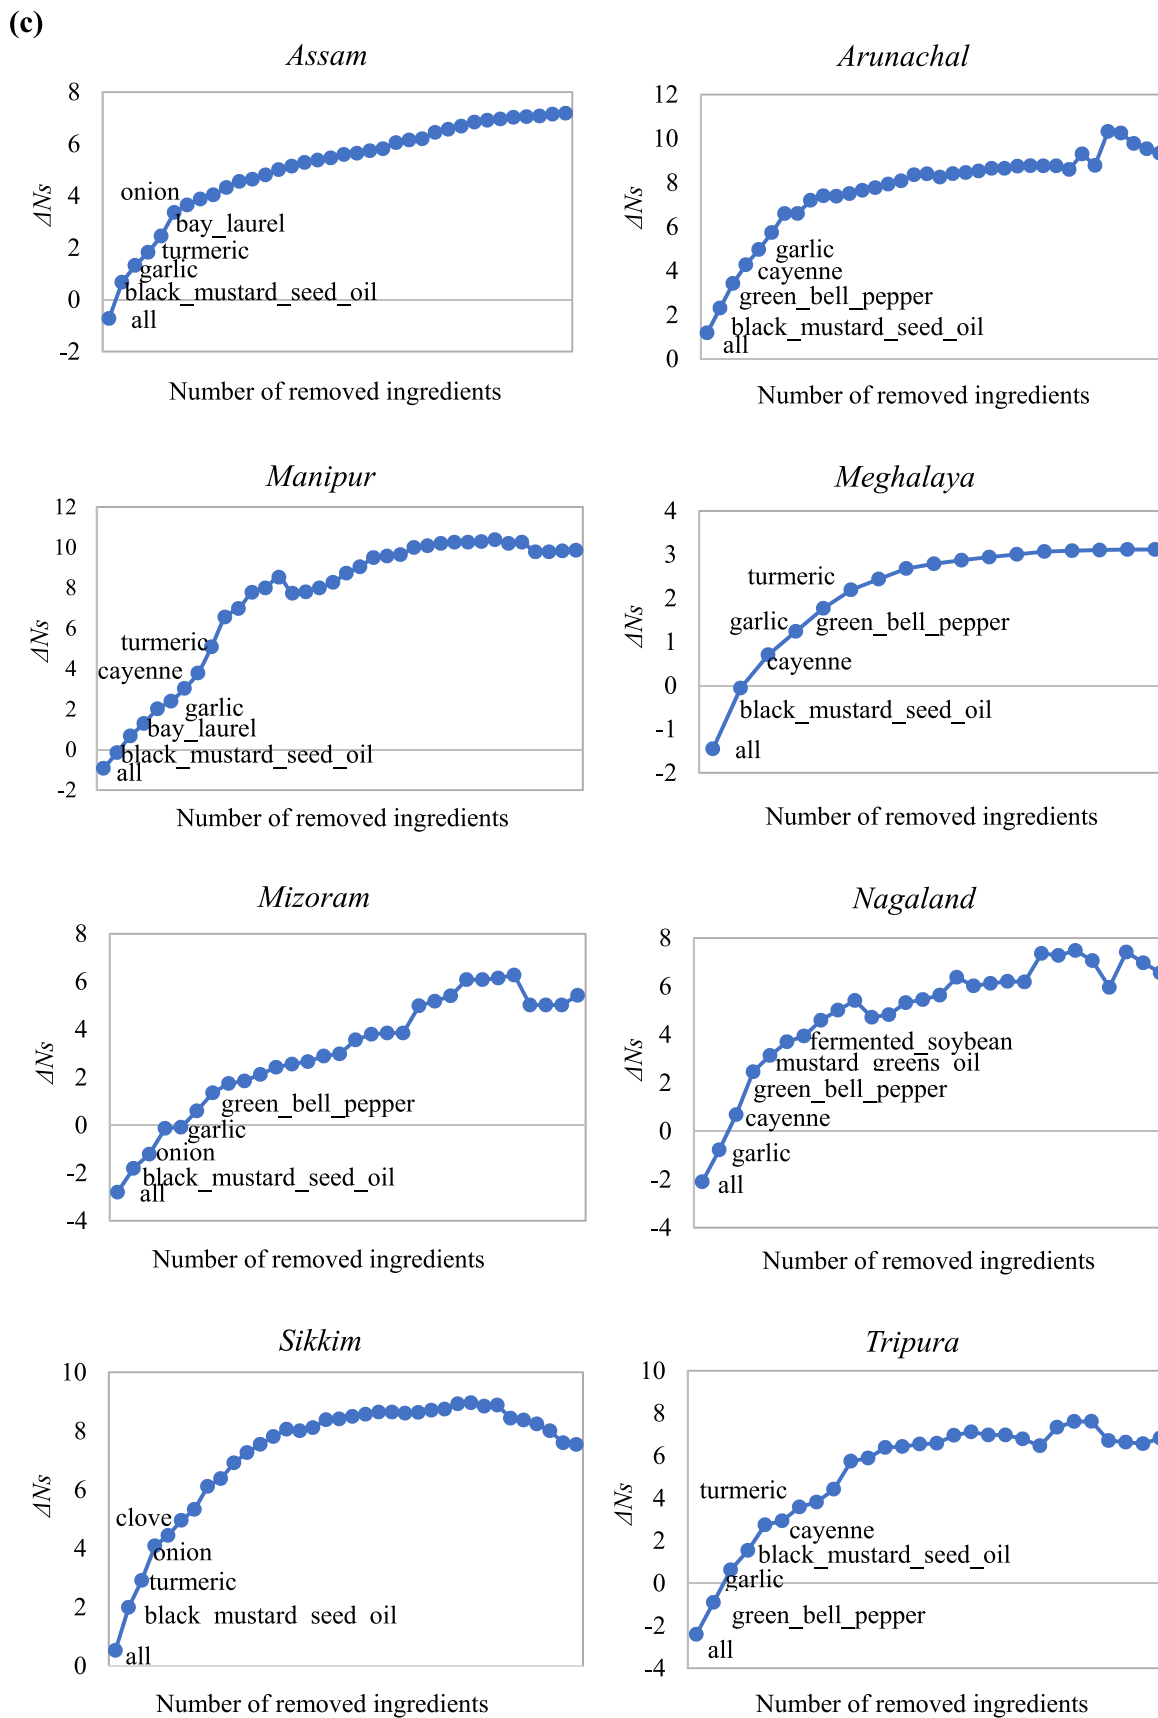 (c)
Assam
Arunachal
8
6
4
2
0
-2
ΔNs
onion
bay_laurel
turmeric
garlic
black_mustard_seed_oil
all
Number of removed ingredients
12
10
8
6
4
2
0
ΔNs
garlic
cayenne
green_bell_pepper
black_mustard_seed_oil
all
Number of removed ingredients
Manipur
Meghalaya
12
10
8
6
4
2
0
-2
ΔNs
turmeric
cayenne
garlic
bay_laurel
black_mustard_seed_oil
all
Number of removed ingredients
4
3
2
1
0
-1
-2
ΔNs
turmeric
garlic
green_bell_pepper
cayenne
black_mustard_seed_oil
all
Number of removed ingredients
Mizoram
Nagaland
8
6
4
2
0
-2
-4
ΔNs
green_bell_pepper
garlic
onion
black_mustard_seed_oil
all
Number of removed ingredients
8
6
4
2
0
-2
-4
ΔNs
fermented_soybean
mustard_greens_oil
green_bell_pepper
cayenne
garlic
all
Number of removed ingredients
Sikkim
Tripura
10
8
6
4
2
0
ΔNs
clove
onion
turmeric
black_mustard_seed_oil
all
Number of removed ingredients
10
8
6
4
2
0
-2
-4
ΔNs
turmeric
cayenne
black_mustard_seed_oil
garlic
green_bell_pepper
all
Number of removed ingredients